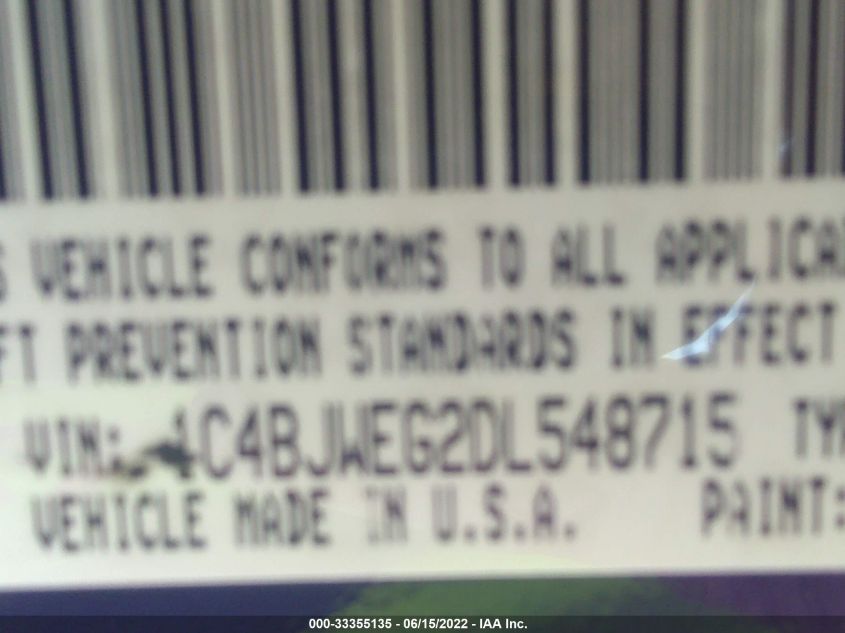 S VEHICLE CONFORMS TO ALL APPLICA
FT PREVENTION STANDARDS IN EFFECT
VIN: 1C4BJWEG2DL548715 TY
VEHICLE MADE IN U.S.A. PAINT:
000-33355135 - 06/15/2022 - IAA Inc.